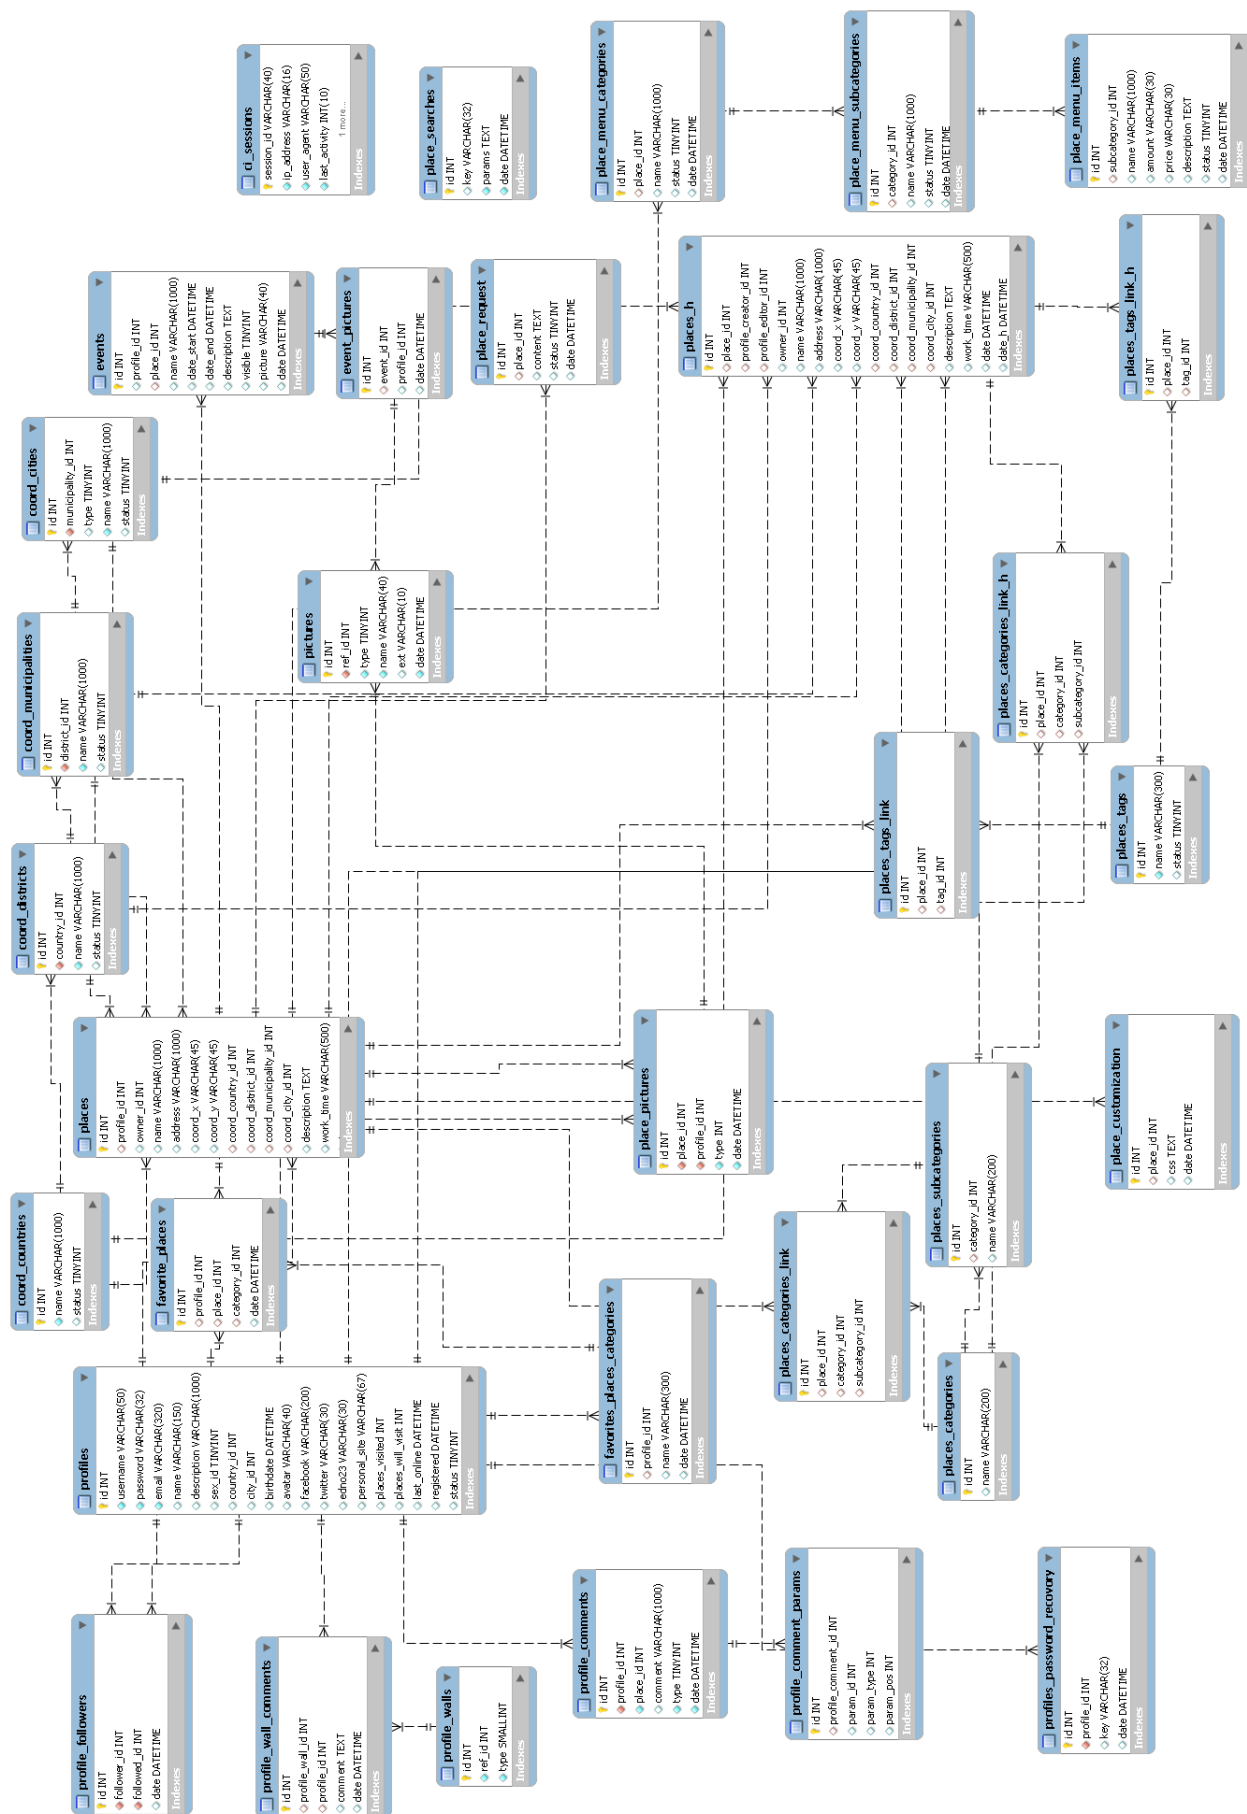 profile_followers
id INT
follower_id INT
followed_id INT
date DATETIME
Indexes
profiles
id INT
username VARCHAR(50)
password VARCHAR(32)
email VARCHAR(320)
name VARCHAR(150)
description VARCHAR(1000)
sex_id TINYINT
country_id INT
city_id INT
birthdate DATETIME
avatar VARCHAR(40)
facebook VARCHAR(200)
twitter VARCHAR(30)
edno23 VARCHAR(30)
personal_site VARCHAR(67)
places_visited INT
places_will_visit INT
last_online DATETIME
registered DATETIME
status TINYINT
Indexes
coord_countries
id INT
name VARCHAR(1000)
status TINYINT
Indexes
coord_districts
id INT
country_id INT
name VARCHAR(1000)
status TINYINT
Indexes
coord_municipalities
id INT
district_id INT
name VARCHAR(1000)
status TINYINT
Indexes
coord_cities
id INT
municipality_id INT
type TINYINT
name VARCHAR(1000)
status TINYINT
Indexes
places
id INT
profile_id INT
owner_id INT
name VARCHAR(1000)
address VARCHAR(1000)
coord_x VARCHAR(45)
coord_y VARCHAR(45)
coord_country_id INT
coord_district_id INT
coord_municipality_id INT
coord_city_id INT
description TEXT
work_time VARCHAR(500)
Indexes
events
id INT
profile_id INT
place_id INT
name VARCHAR(1000)
date_start DATETIME
date_end DATETIME
description TEXT
visible TINYINT
picture VARCHAR(40)
date DATETIME
Indexes
favorite_places
id INT
profile_id INT
place_id INT
category_id INT
date DATETIME
Indexes
ci_sessions
session_id VARCHAR(40)
ip_address VARCHAR(16)
user_agent VARCHAR(50)
last_activity INT(10)
1 more...
Indexes
profile_wall_comments
id INT
profile_wall_id INT
profile_id INT
comment TEXT
date DATETIME
Indexes
pictures
id INT
ref_id INT
type TINYINT
name VARCHAR(40)
ext VARCHAR(10)
date DATETIME
Indexes
event_pictures
id INT
event_id INT
profile_id INT
date DATETIME
Indexes
place_searches
id INT
key VARCHAR(32)
params TEXT
date DATETIME
Indexes
profile_walls
id INT
ref_id INT
type SMALLINT
Indexes
place_request
id INT
place_id INT
content TEXT
status TINYINT
date DATETIME
Indexes
profile_comments
id INT
profile_id INT
place_id INT
comment VARCHAR(1000)
type TINYINT
date DATETIME
Indexes
favorites_places_categories
id INT
profile_id INT
name VARCHAR(300)
date DATETIME
Indexes
place_pictures
id INT
place_id INT
profile_id INT
type INT
date DATETIME
Indexes
places_h
id INT
place_id INT
profile_creator_id INT
profile_editor_id INT
owner_id INT
name VARCHAR(1000)
address VARCHAR(1000)
coord_x VARCHAR(45)
coord_y VARCHAR(45)
coord_country_id INT
coord_district_id INT
coord_municipality_id INT
coord_city_id INT
description TEXT
work_time VARCHAR(500)
date DATETIME
date_h DATETIME
Indexes
place_menu_categories
id INT
place_id INT
name VARCHAR(1000)
status TINYINT
date DATETIME
Indexes
profile_comment_params
id INT
profile_comment_id INT
param_id INT
param_type INT
param_pos INT
Indexes
places_categories_link
id INT
place_id INT
category_id INT
subcategory_id INT
Indexes
places_tags_link
id INT
place_id INT
tag_id INT
Indexes
place_menu_subcategories
id INT
category_id INT
name VARCHAR(1000)
status TINYINT
date DATETIME
Indexes
places_categories
id INT
name VARCHAR(200)
Indexes
places_subcategories
id INT
category_id INT
name VARCHAR(200)
Indexes
places_categories_link_h
id INT
place_id INT
category_id INT
subcategory_id INT
Indexes
profiles_password_recovery
id INT
profile_id INT
key VARCHAR(32)
date DATETIME
Indexes
place_customization
id INT
place_id INT
css TEXT
date DATETIME
Indexes
places_tags
id INT
name VARCHAR(300)
status TINYINT
Indexes
places_tags_link_h
id INT
place_id INT
tag_id INT
Indexes
place_menu_items
id INT
subcategory_id INT
name VARCHAR(1000)
amount VARCHAR(30)
price VARCHAR(30)
description TEXT
status TINYINT
date DATETIME
Indexes